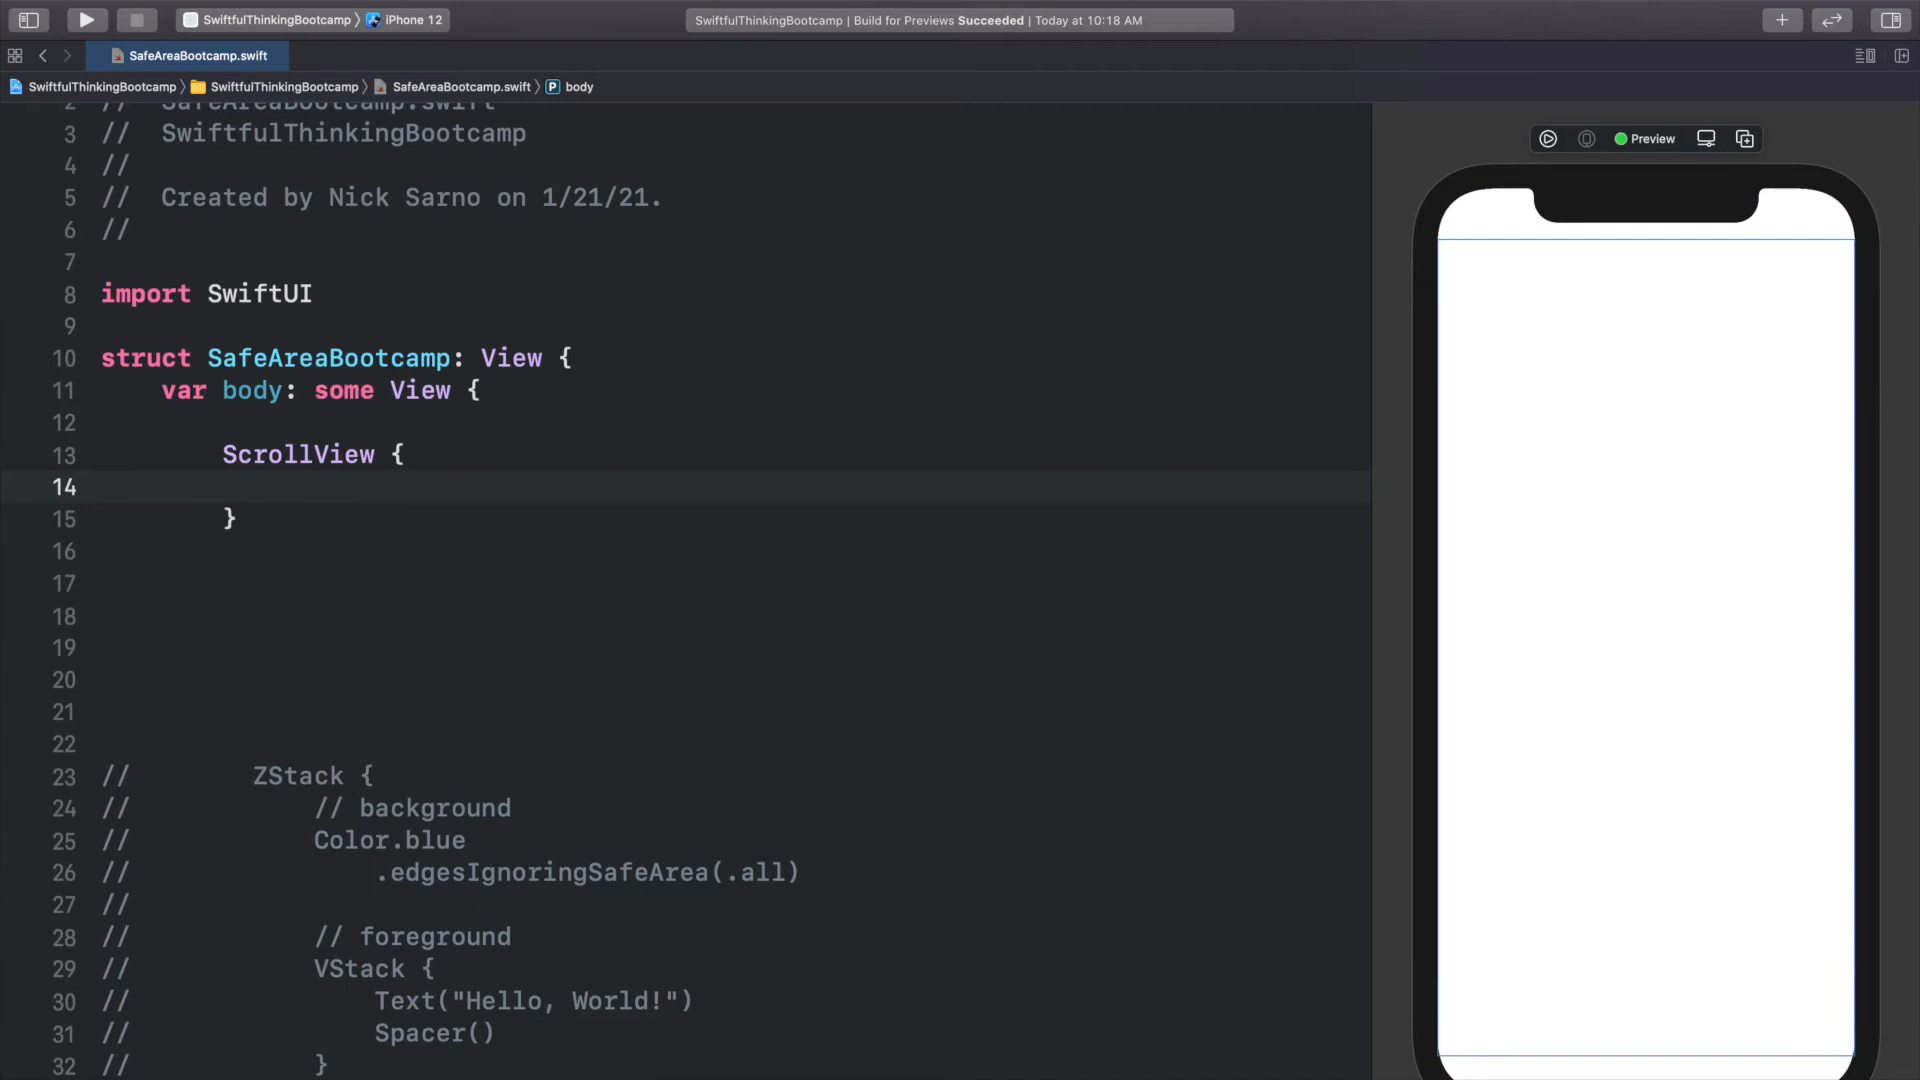 SwiftfulThinkingBootcamp 〉 iPhone 12
SwiftfulThinkingBootcamp | Build for Previews Succeeded | Today at 10:18 AM
SafeAreaBootcamp.swift
SwiftfulThinkingBootcamp 〉 SwiftfulThinkingBootcamp 〉 SafeAreaBootcamp.swift 〉 P body
2 // SafeAreaBootcamp.swift
3 // SwiftfulThinkingBootcamp
4 //
5 // Created by Nick Sarno on 1/21/21.
6 //
7
8 import SwiftUI
9
10 struct SafeAreaBootcamp: View {
11 var body: some View {
12
13 ScrollView {
14
15 }
16
17
18
19
20
21
22
23 // ZStack {
24 // // background
25 // Color.blue
26 // .edgesIgnoringSafeArea(.all)
27 //
28 // // foreground
29 // VStack {
30 // Text("Hello, World!")
31 // Spacer()
32 // }
Preview